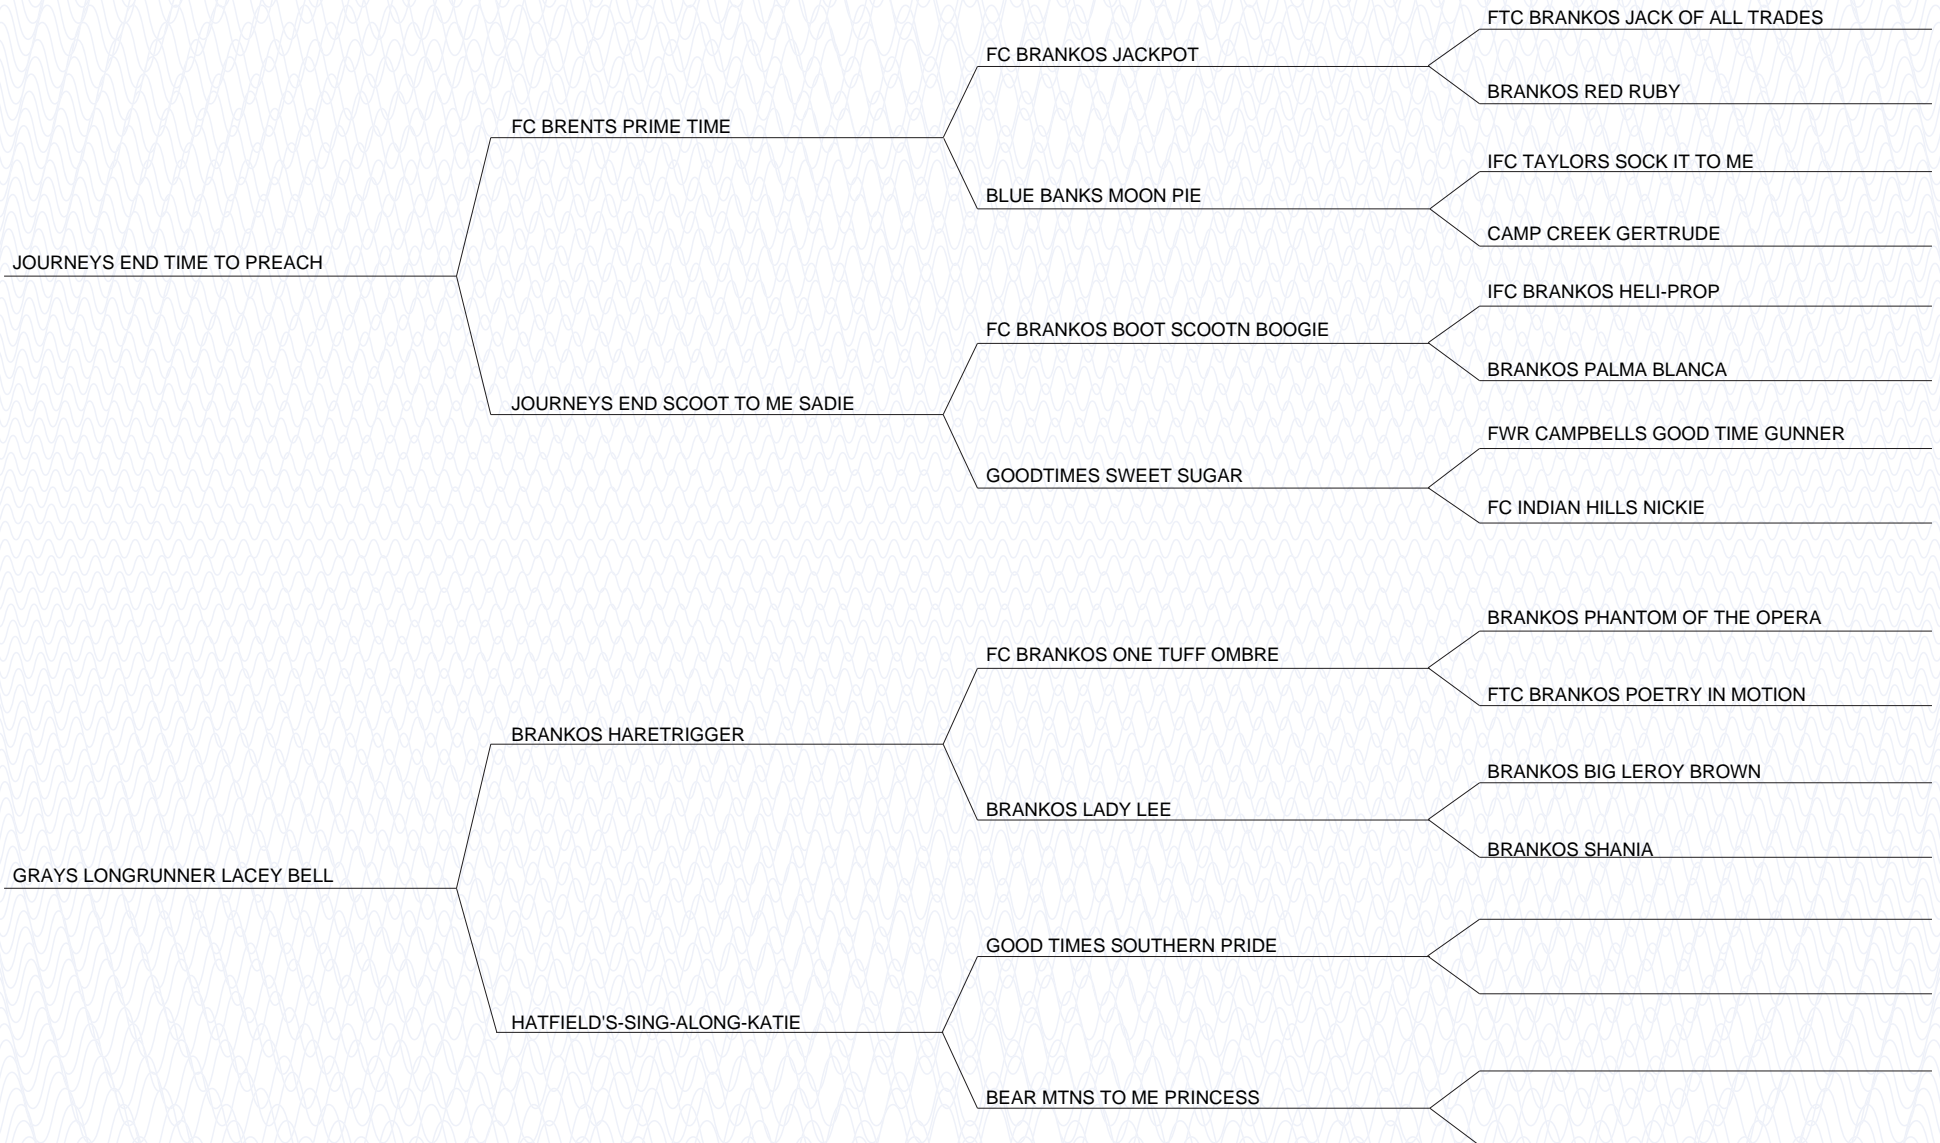 FTC BRANKOS JACK OF ALL TRADES
FC BRANKOS JACKPOT
BRANKOS RED RUBY
FC BRENTS PRIME TIME
IFC TAYLORS SOCK IT TO ME
BLUE BANKS MOON PIE
CAMP CREEK GERTRUDE
JOURNEYS END TIME TO PREACH
IFC BRANKOS HELI-PROP
FC BRANKOS BOOT SCOOTN BOOGIE
BRANKOS PALMA BLANCA
JOURNEYS END SCOOT TO ME SADIE
FWR CAMPBELLS GOOD TIME GUNNER
GOODTIMES SWEET SUGAR
FC INDIAN HILLS NICKIE
BRANKOS PHANTOM OF THE OPERA
FC BRANKOS ONE TUFF OMBRE
FTC BRANKOS POETRY IN MOTION
BRANKOS HARETRIGGER
BRANKOS BIG LEROY BROWN
BRANKOS LADY LEE
BRANKOS SHANIA
GRAYS LONGRUNNER LACEY BELL
GOOD TIMES SOUTHERN PRIDE
HATFIELD'S-SING-ALONG-KATIE
BEAR MTNS TO ME PRINCESS